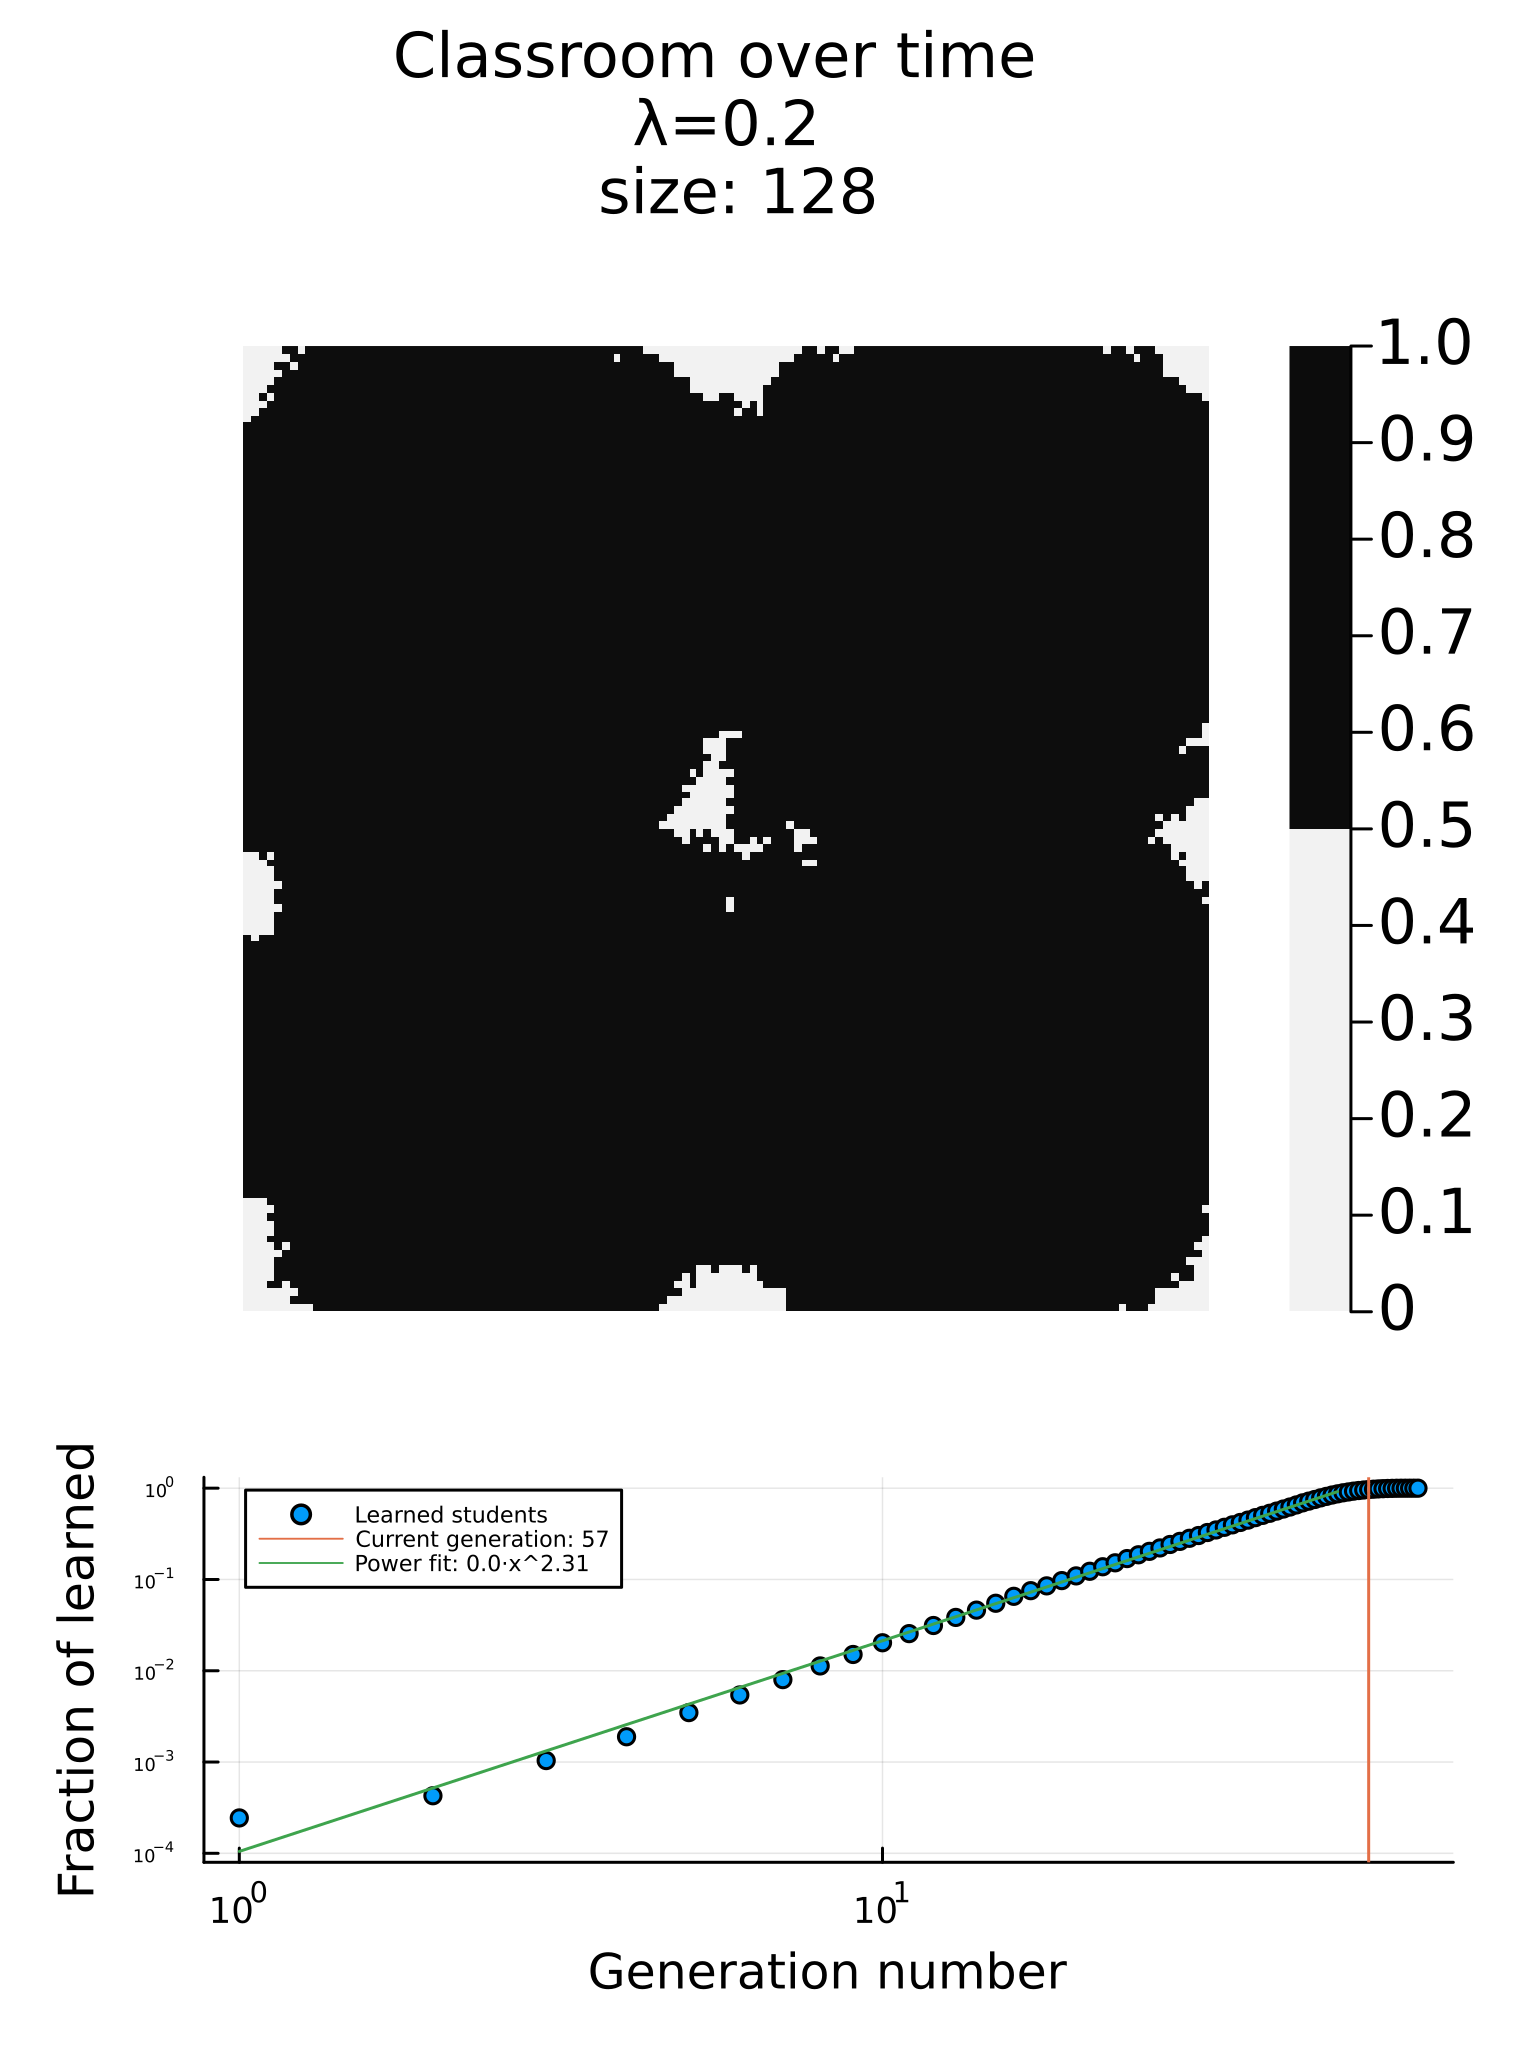 Classroom over time
λ=0.2
size: 128
1.0
0.9
0.8
0.7
0.6
0.5
0.4
0.3
0.2
0.1
0
Fraction of learned
10^0
10^−1
10^−2
10^−3
10^−4
Learned students
Current generation: 57
Power fit: 0.0·x^2.31
10^0 10^1
Generation number